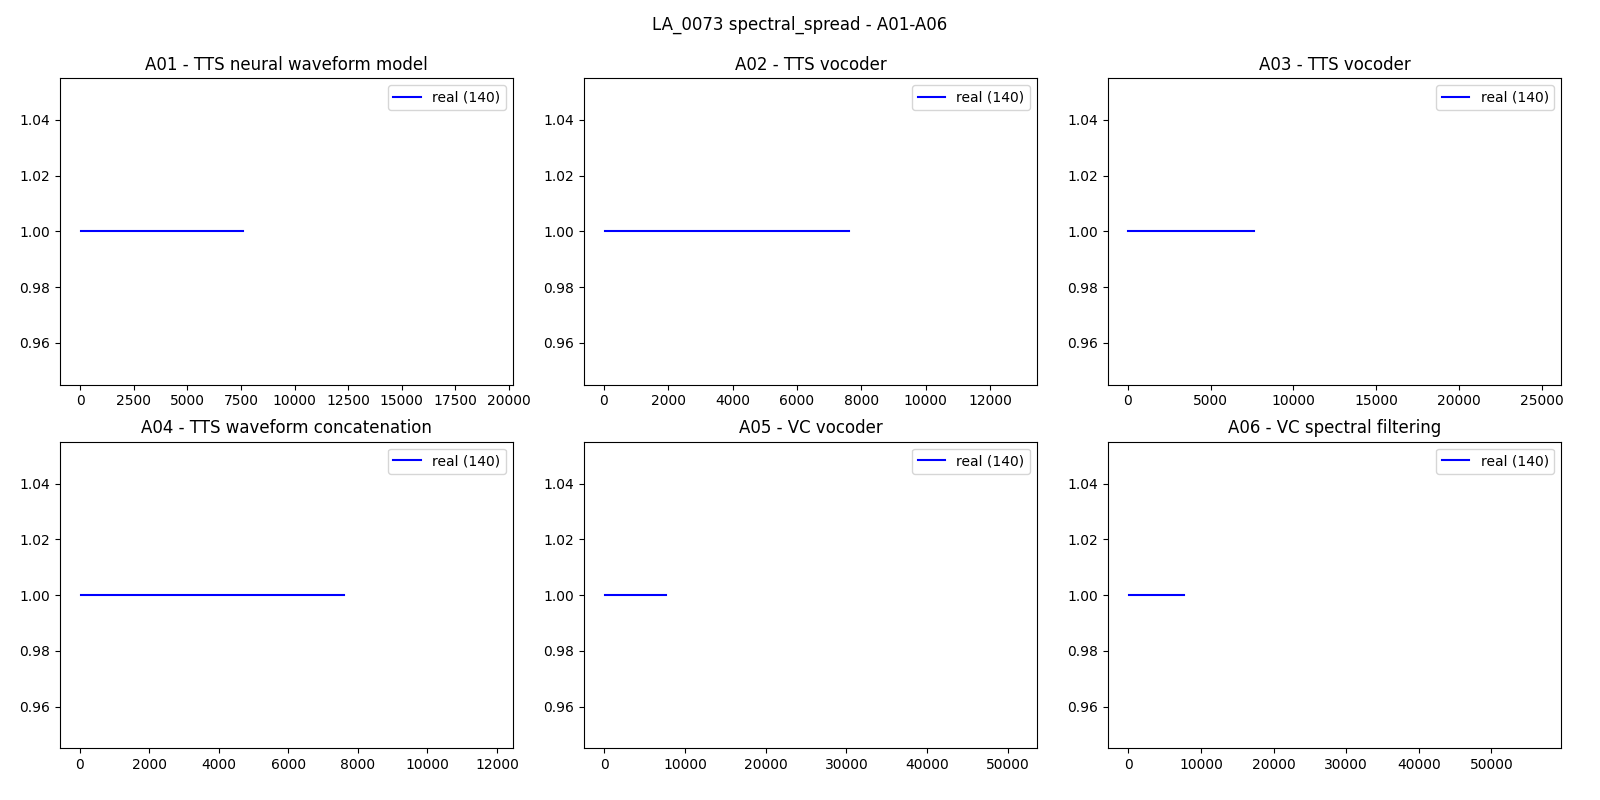 LA_0073 spectral_spread - A01-A06
A01 - TTS neural waveform model
real (140)
1.04
1.02
1.00
0.98
0.96
0 2500 5000 7500 10000 12500 15000 17500 20000
A02 - TTS vocoder
real (140)
1.04
1.02
1.00
0.98
0.96
0 2000 4000 6000 8000 10000 12000
A03 - TTS vocoder
real (140)
1.04
1.02
1.00
0.98
0.96
0 5000 10000 15000 20000 25000
A04 - TTS waveform concatenation
real (140)
1.04
1.02
1.00
0.98
0.96
0 2000 4000 6000 8000 10000 12000
A05 - VC vocoder
real (140)
1.04
1.02
1.00
0.98
0.96
0 10000 20000 30000 40000 50000
A06 - VC spectral filtering
real (140)
1.04
1.02
1.00
0.98
0.96
0 10000 20000 30000 40000 50000